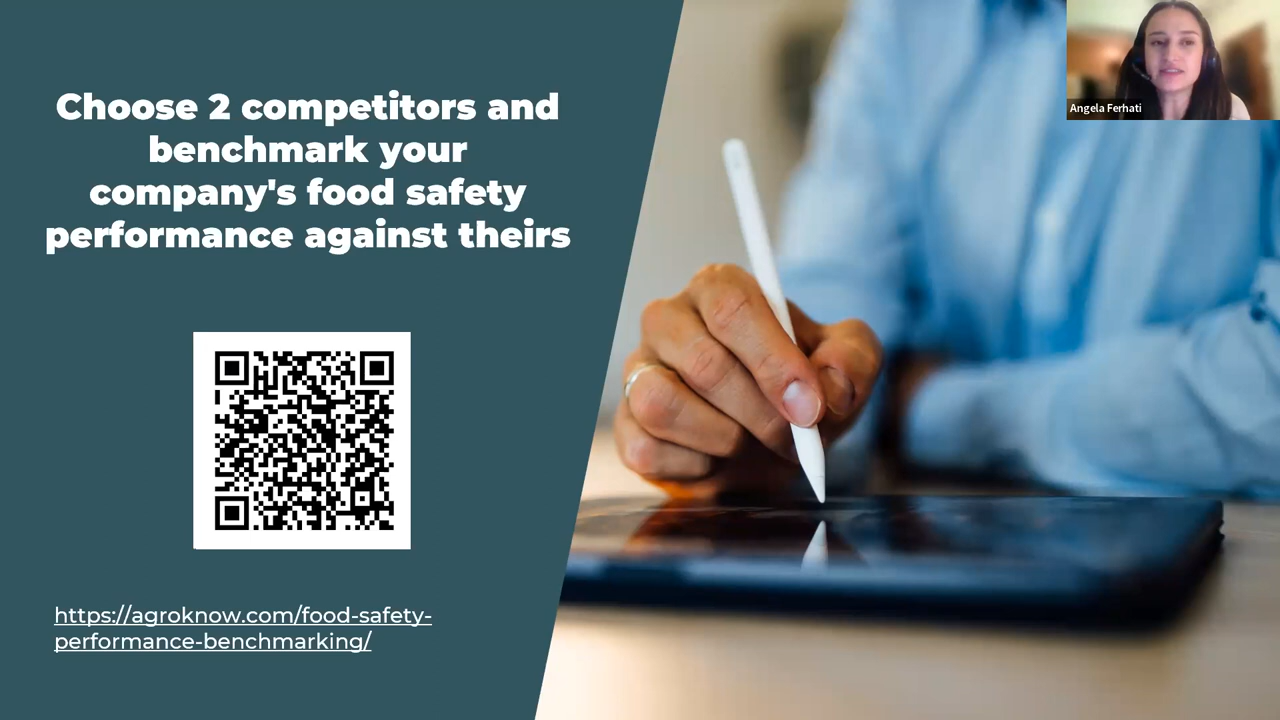 Choose 2 competitors and
benchmark your
company's food safety
performance against theirs
https://agroknow.com/food-safety-
performance-benchmarking/
Angela Ferhati